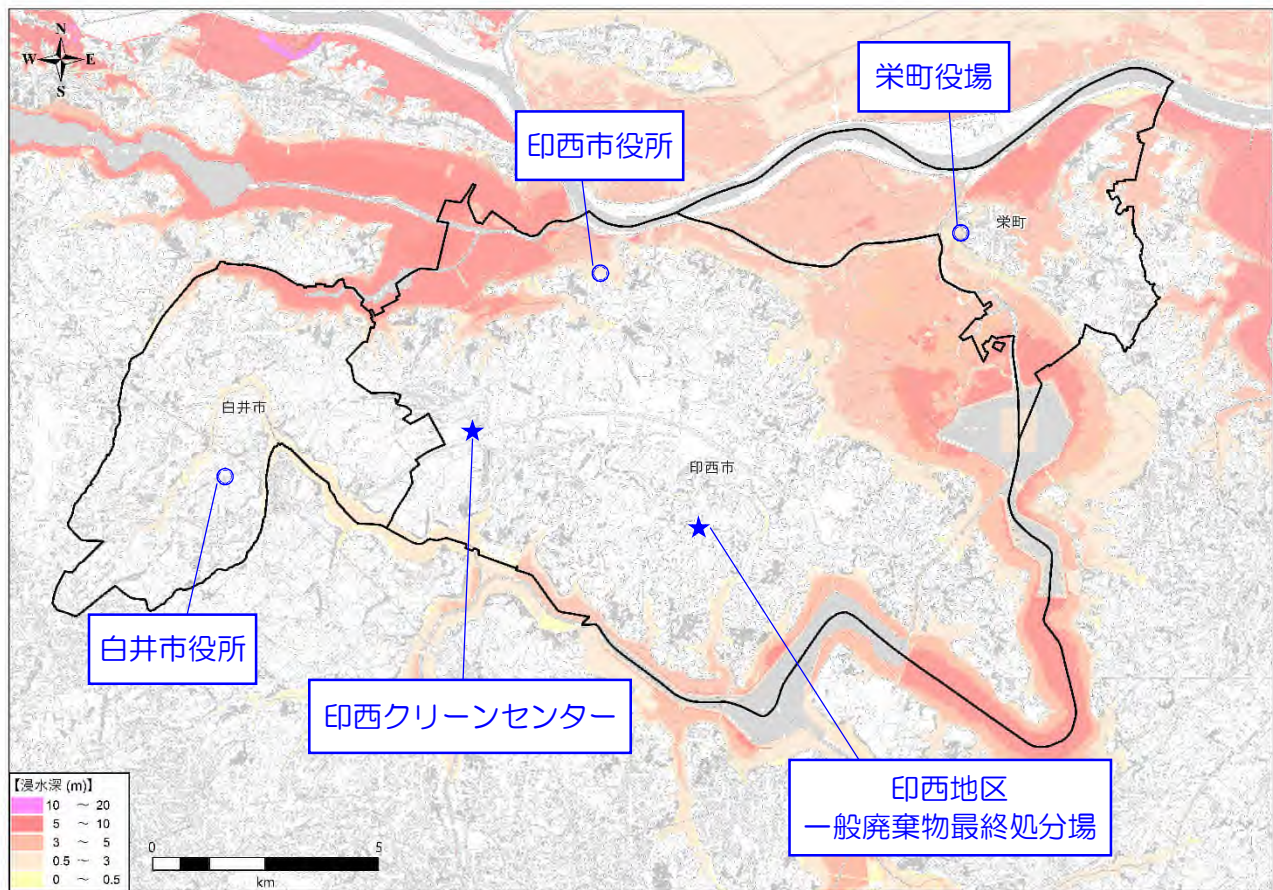 N
W E
S
栄町役場
印西市役所
栄町
白井市
印西市
白井市役所
印西クリーンセンター
印西地区
一般廃棄物最終処分場
【浸水深 (m)】
10 ～ 20
5 ～ 10
3 ～ 5
0.5 ～ 3
0 ～ 0.5
0 5
km